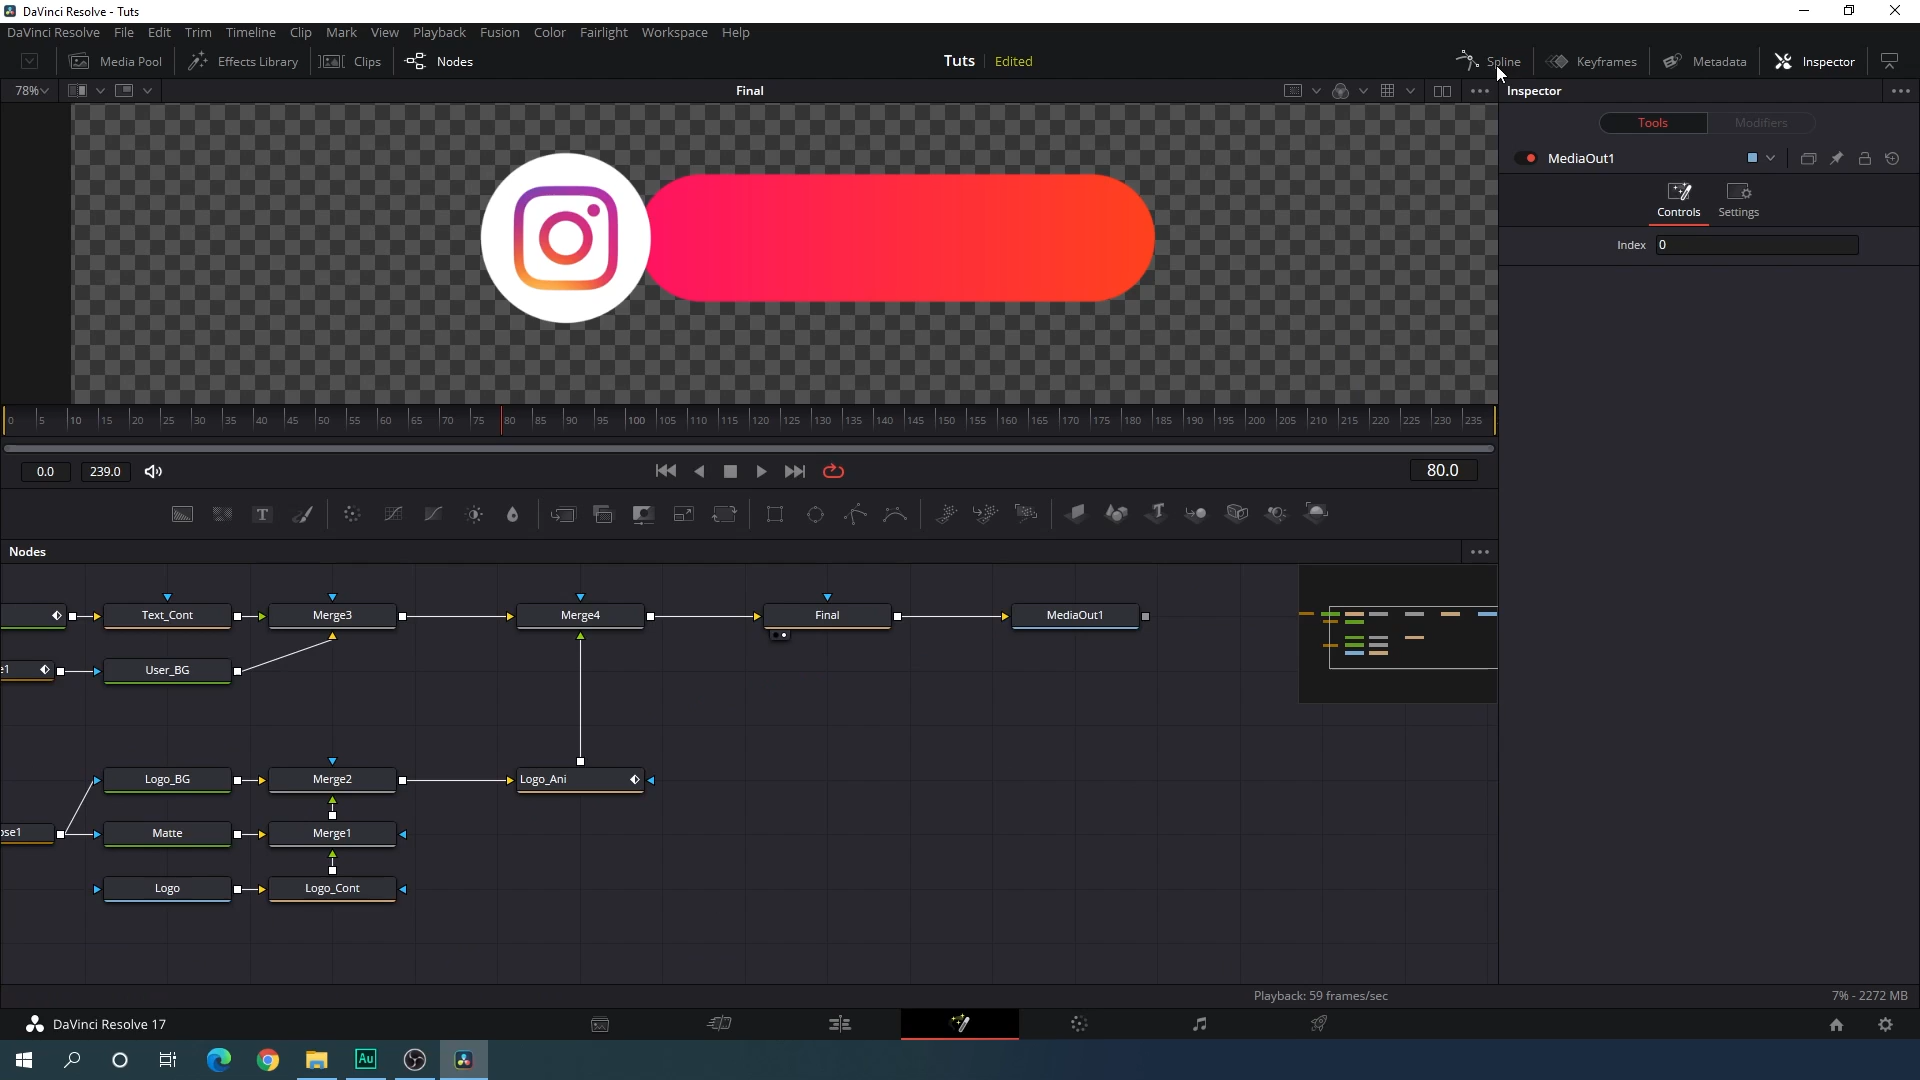 DaVinci Resolve - Tuts
DaVinci Resolve File Edit Trim Timeline Clip Mark View Playback Fusion Color Fairlight Workspace Help
Media Pool Effects Library Clips Nodes Tuts Edited Spline Keyframes Metadata Inspector
78% Final Inspector
Tools Modifiers
MediaOut1
Controls Settings
Index 0
0 5 10 15 20 25 30 35 40 45 50 55 60 65 70 75 80 85 90 95 100 105 110 115 120 125 130 135 140 145 150 155 160 165 170 175 180 185 190 195 200 205 210 215 220 225 230 235
0.0 239.0 80.0
T T
Nodes
Text_Cont Merge3 Merge4 Final MediaOut1
e1 User_BG
Logo_BG Merge2 Logo_Ani
ose1 Matte Merge1
Logo Logo_Cont
Playback: 59 frames/sec 7% - 2272 MB
DaVinci Resolve 17
Au